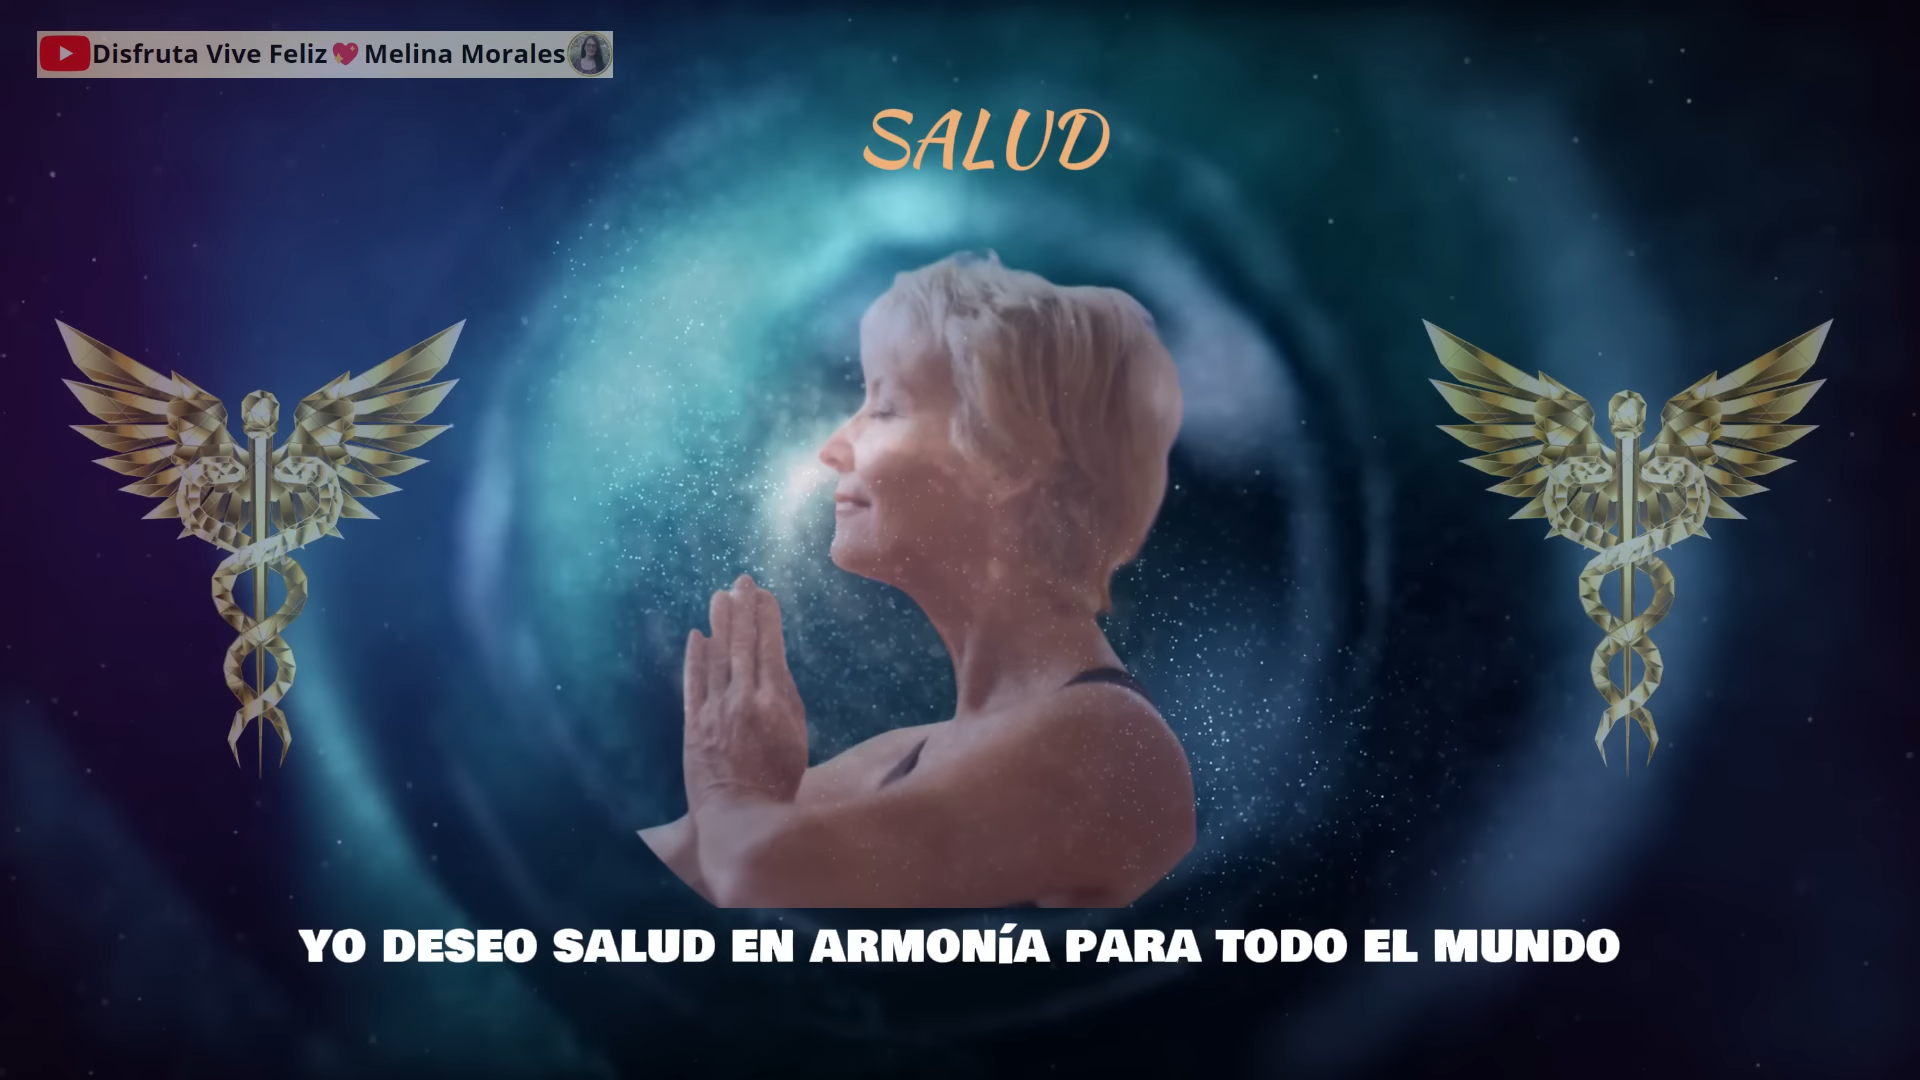 Disfruta Vive Feliz💖Melina Morales
SALUD
YO DESEO SALUD EN ARMONíA PARA TODO EL MUNDO